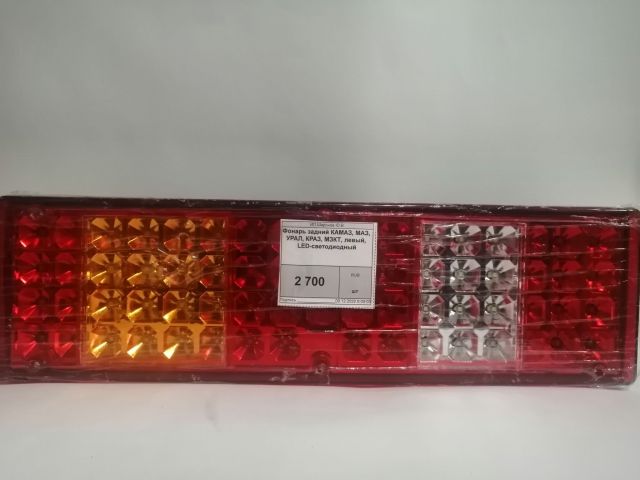 Фонарь задний КАМАЗ, МАЗ,
УРАЛ, КРАЗ, МЗКТ, левый,
LED-светодиодный
2 700
RUB
шт